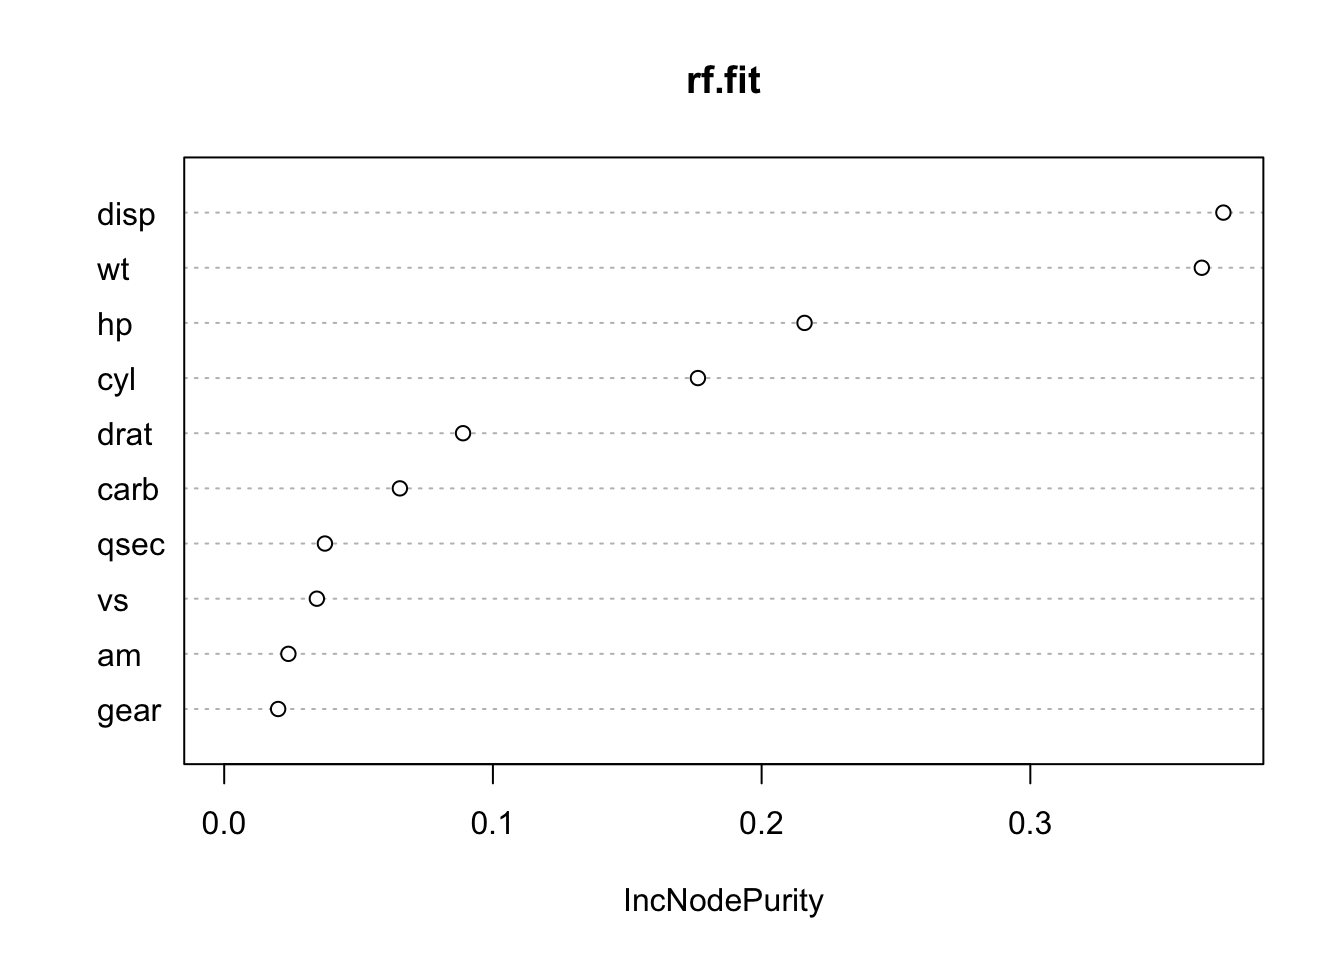 rf.fit
disp
wt
hp
cyl
drat
carb
qsec
vs
am
gear
0.0 0.1 0.2 0.3
IncNodePurity